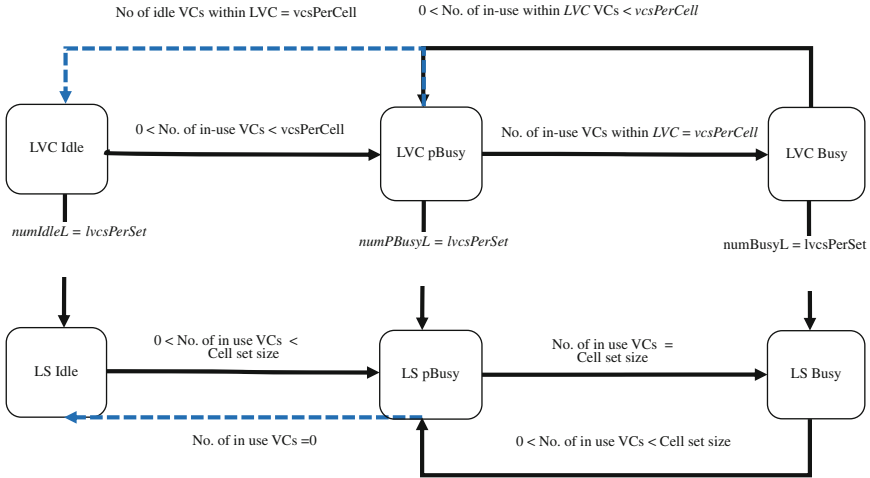 No of idle VCs within LVC = vcsPerCell
0 < No. of in-use within LVC VCs < vcsPerCell
LVC Idle
0 < No. of in-use VCs < vcsPerCell
LVC pBusy
No. of in-use VCs within LVC = vcsPerCell
LVC Busy
numIdleL = lvcsPerSet
numPBusyL = lvcsPerSet
numBusyL = lvcsPerSet
LS Idle
0 < No. of in use VCs <
Cell set size
LS pBusy
No. of in use VCs =
Cell set size
LS Busy
No. of in use VCs =0
0 < No. of in use VCs < Cell set size